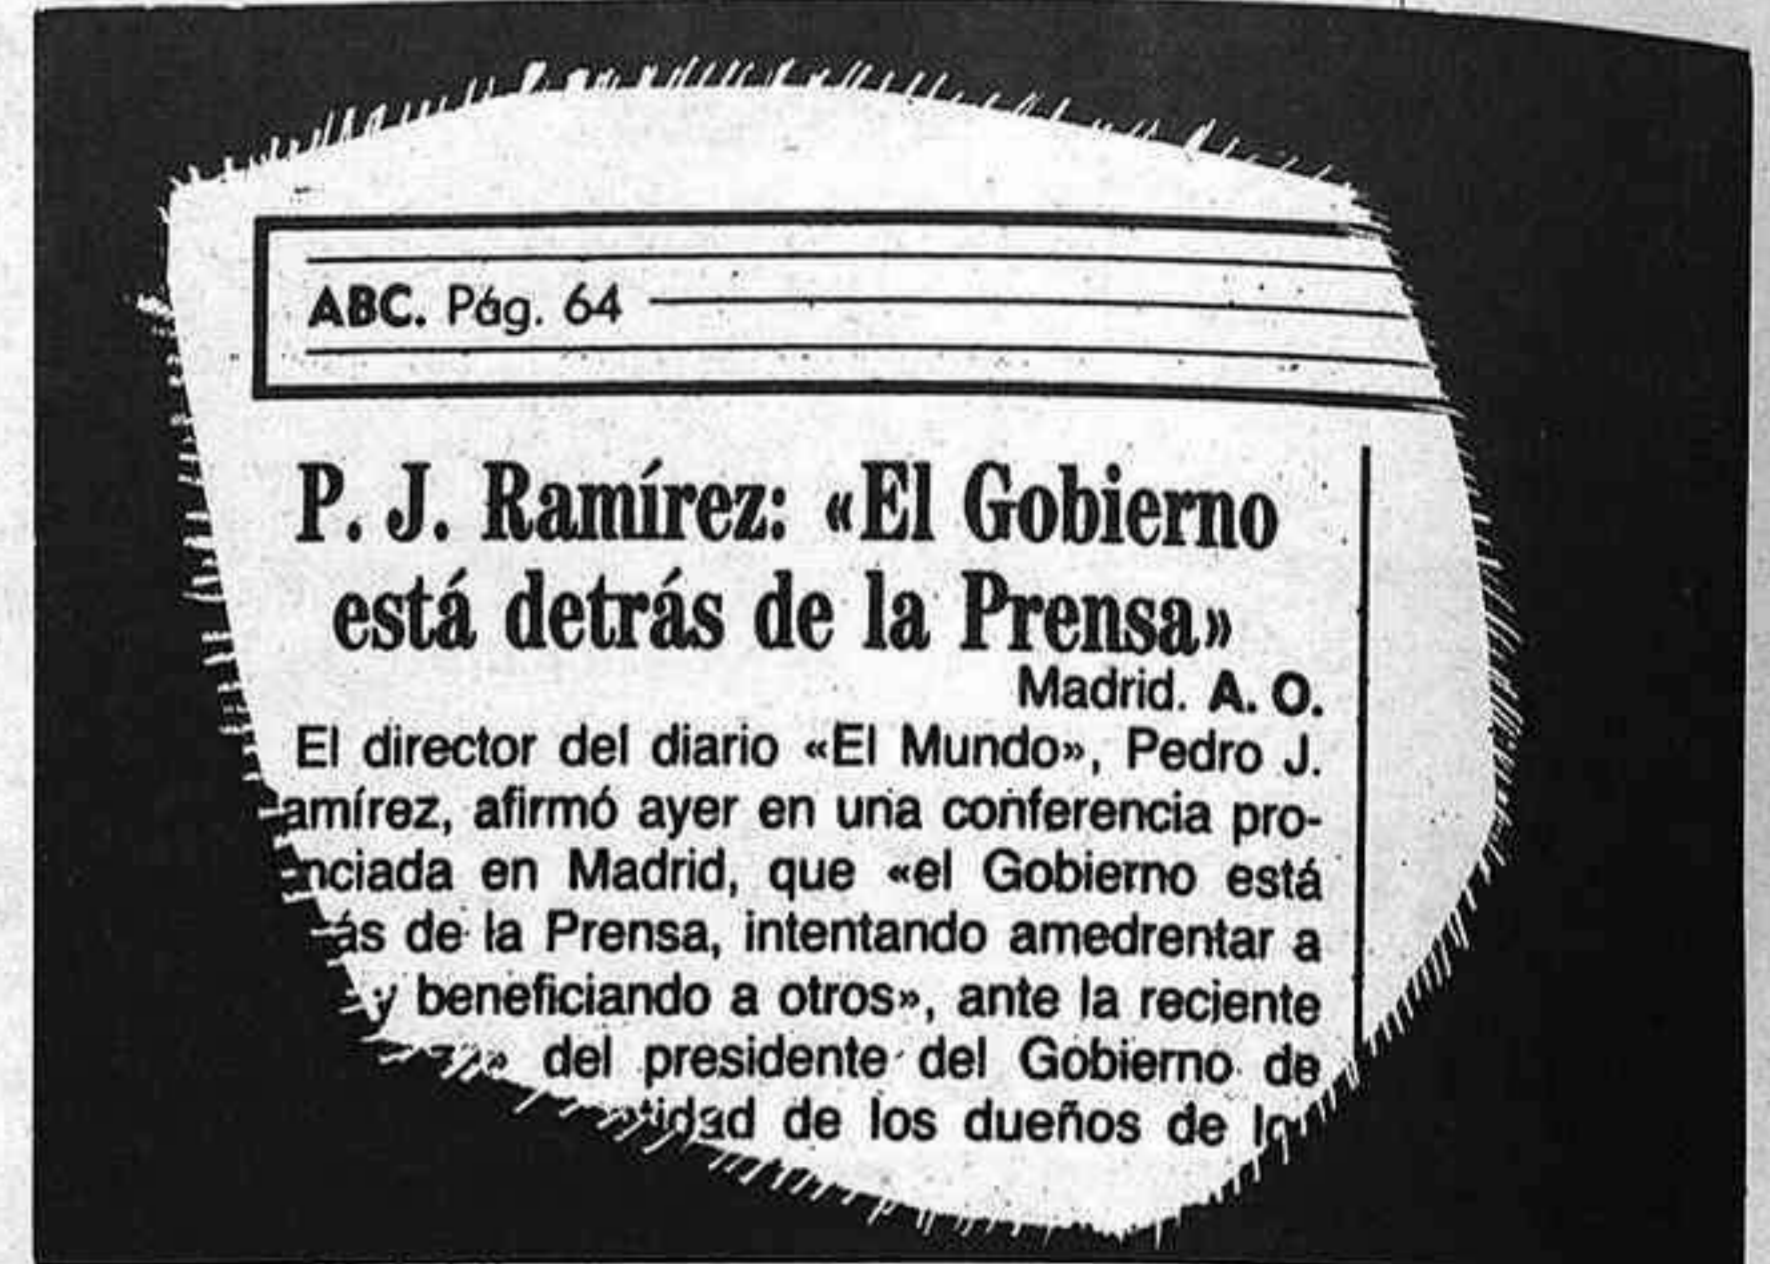 ABC. Pág. 64
P. J. Ramírez: «El Gobierno
está detrás de la Prensa»
Madrid. A. O.
El director del diario «El Mundo», Pedro J.
amírez, afirmó ayer en una conferencia pro-
nciada en Madrid, que «el Gobierno está
ás de la Prensa, intentando amedrentar a
y beneficiando a otros», ante la reciente
del presidente del Gobierno de
tidad de los dueños de